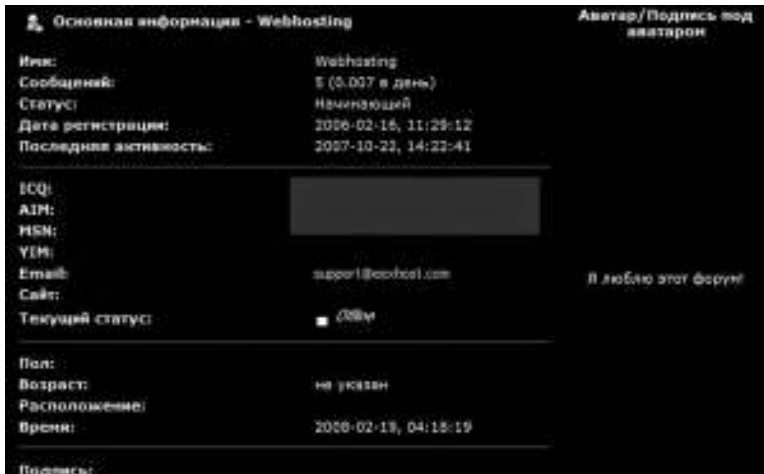 Основная информация - Webhosting
Аватар/Подпись под аватаром
Имя: Webhosting
Сообщений: 5 (0.007 в день)
Статус: Начинающий
Дата регистрации: 2006-02-16, 11:29:12
Последняя активность: 2007-10-22, 14:22:41
ICQ:
AIM:
MSN:
YIM:
Email:
Я люблю этот форум!
Сайт:
Текущий статус:
Пол:
Возраст: не указан
Расположение:
Время: 2008-02-19, 04:18:19
Подпись: